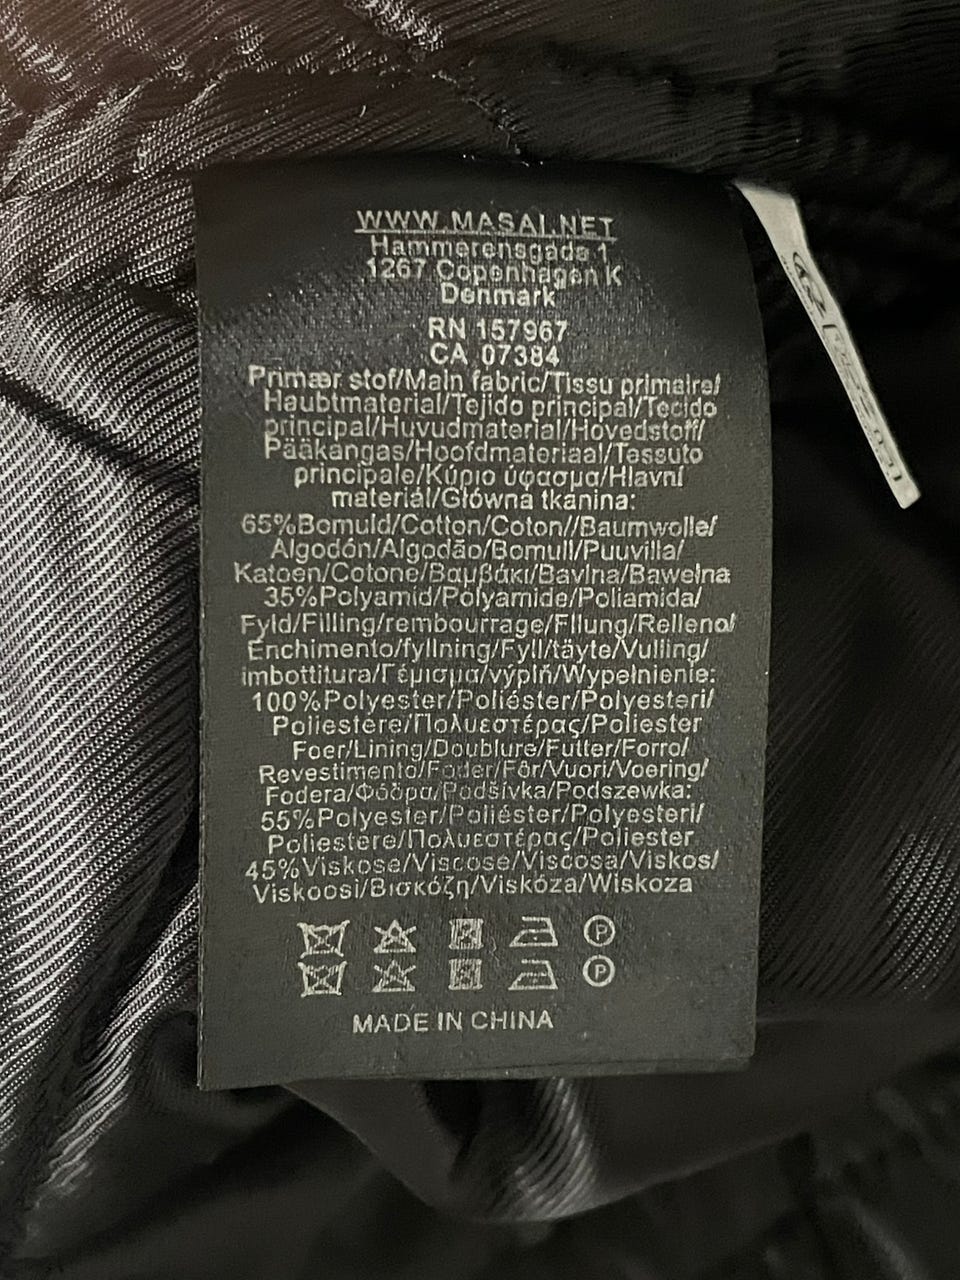 WWW.MASAI.NET
Hammerensgade 1
1267 Copenhagen K
Denmark
RN 157967
CA 07384
Primær stof/Main fabric/Tissu primaire/
Haubtmaterial/Tejido principal/Tecido
principal/Huvudmaterial/Hovedstoff/
Pääkangas/Hoofdmateriaal/Tessuto
principale/Κύριο ύφασμα/Hlavní
materiál/Główna tkanina:
65%Bomuld/Cotton/Coton//Baumwolle/
Algodón/Algodão/Bomull/Puuvilla/
Katoen/Cotone/Βαμβάκι/Bavlna/Bawełna
35%Polyamid/Polyamide/Poliamida/
Fyld/Filling/rembourrage/Fllung/Relleno/
Enchimento/fyllning/Fyll/täyte/Vulling/
imbottitura/Γέμισμα/výplň/Wypełnienie:
100%Polyester/Poliéster/Polyesteri/
Poliestere/Πολυεστέρας/Poliester
Foer/Lining/Doublure/Futter/Forro/
Revestimento/Foder/Fôr/Vuori/Voering/
Fodera/Φόδρα/Podšívka/Podszewka:
55%Polyester/Poliéster/Polyesteri/
Poliestere/Πολυεστέρας/Poliester
45%Viskose/Viscose/Viscosa/Viskos/
Viskoosi/Βισκόζη/Viskóza/Wiskoza
P
P
MADE IN CHINA